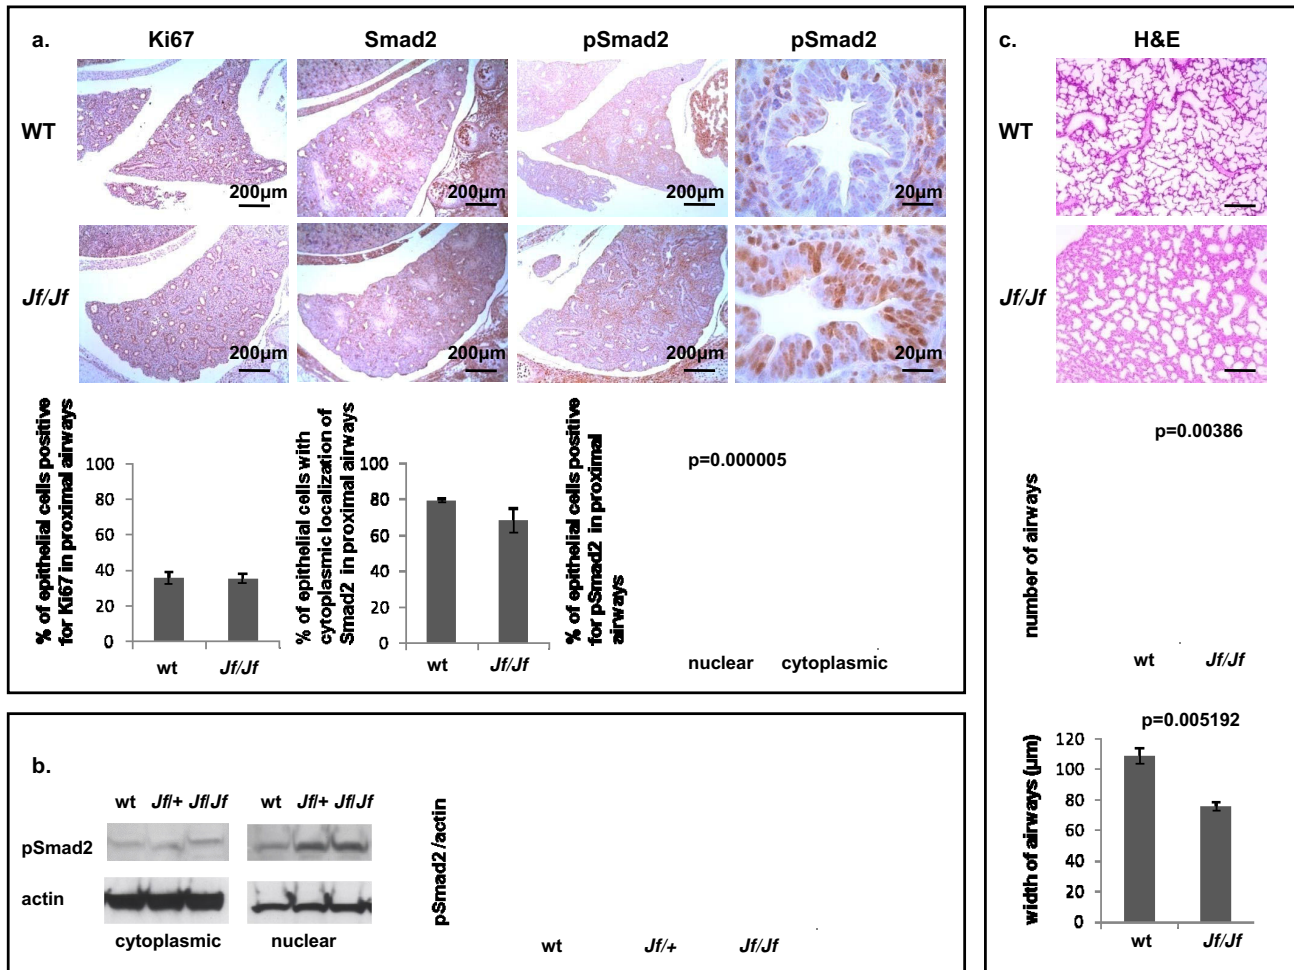 a.
Ki67
Smad2
pSmad2
pSmad2
WT
200µm
200µm
200µm
20µm
Jf/Jf
200µm
200µm
200µm
20µm
% of epithelial cells positive
for Ki67 in proximal airways
100
80
60
40
20
0
wt
Jf/Jf
% of epithelial cells with
cytoplasmic localization of
Smad2 in proximal airways
100
80
60
40
20
0
wt
Jf/Jf
% of epithelial cells positive
for pSmad2 in proximal
airways
p=0.000005
nuclear
cytoplasmic
b.
wt Jf/+ Jf/Jf
wt Jf/+ Jf/Jf
pSmad2
actin
cytoplasmic
nuclear
pSmad2/actin
wt
Jf/+
Jf/Jf
c.
H&E
WT
Jf/Jf
p=0.00386
number of airways
wt
Jf/Jf
p=0.005192
width of airways (µm)
120
100
80
60
40
20
0
wt
Jf/Jf